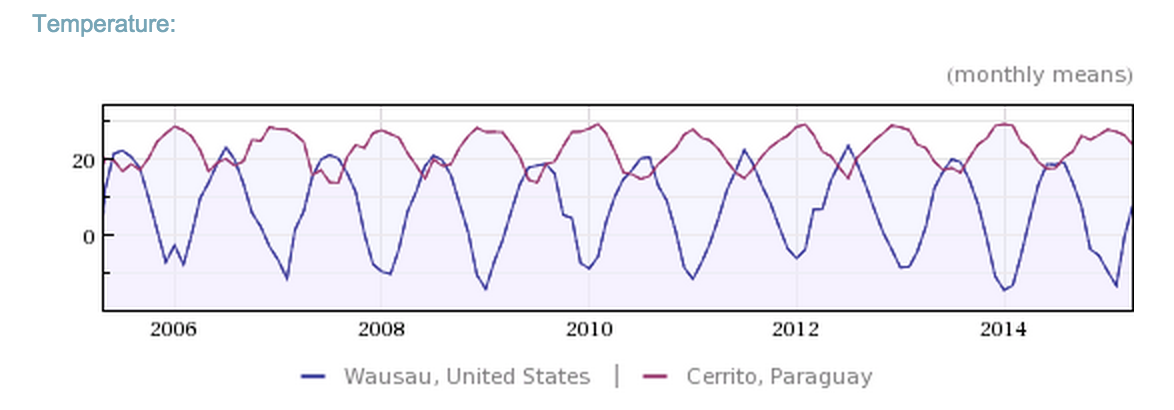 Temperature:
(monthly means)
20
0
2006 2008 2010 2012 2014
Wausau, United States | Cerrito, Paraguay